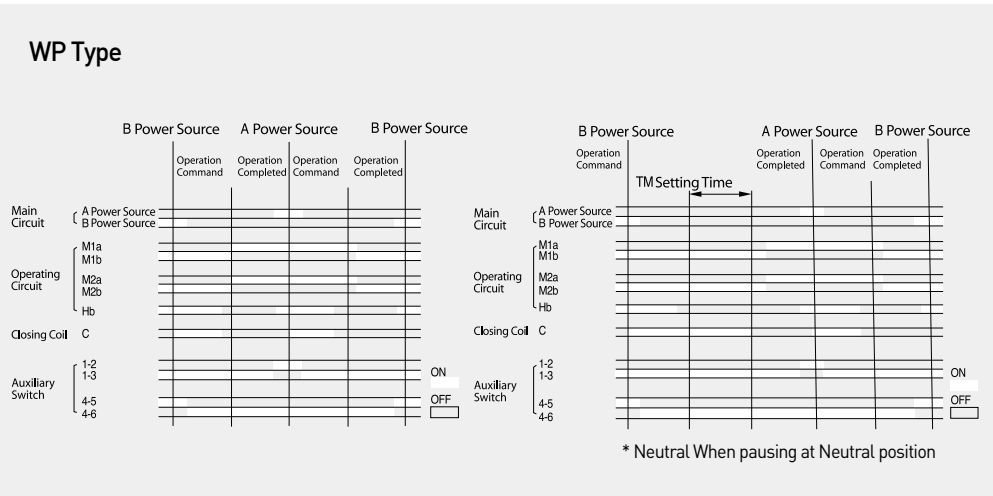 WP Type
B Power Source A Power Source B Power Source
Operation Command
Operation Completed
Operation Command
Operation Completed
Main Circuit
A Power Source
B Power Source
Operating Circuit
M1a
M1b
M2a
M2b
Hb
Closing Coil C
Auxiliary Switch
1-2
1-3
4-5
4-6
ON
OFF
B Power Source A Power Source B Power Source
Operation Command
Operation Completed
Operation Command
Operation Completed
TM Setting Time
Main Circuit
A Power Source
B Power Source
Operating Circuit
M1a
M1b
M2a
M2b
Hb
Closing Coil C
Auxiliary Switch
1-2
1-3
4-5
4-6
ON
OFF
* Neutral When pausing at Neutral position